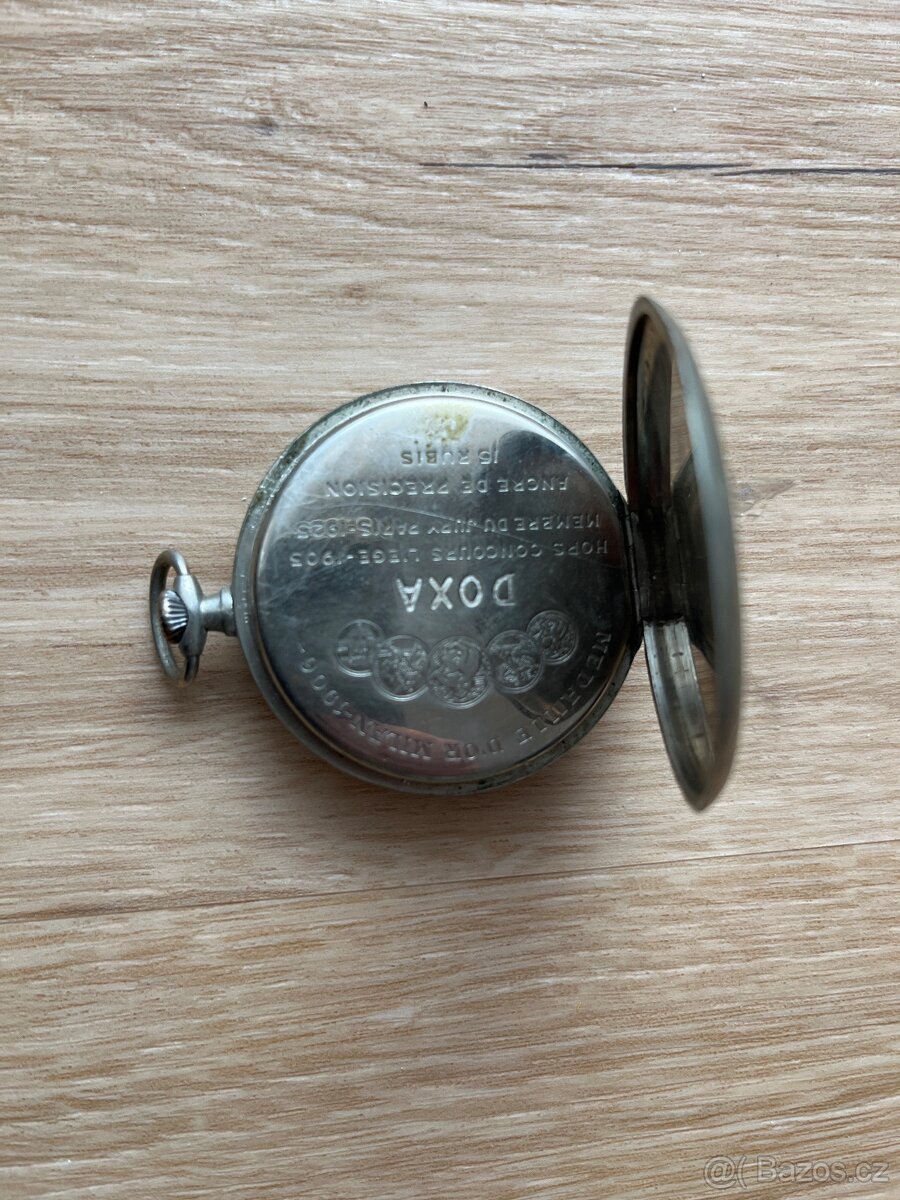 MEDAILLE D'OR MILAN-1906-
DOXA
HORS CONCOURS LIEGE-1905
MEMBRE DU JURY PARIS-1925
ANCRE DE PRECISION
15 RUBIS
@( Bazos.cz